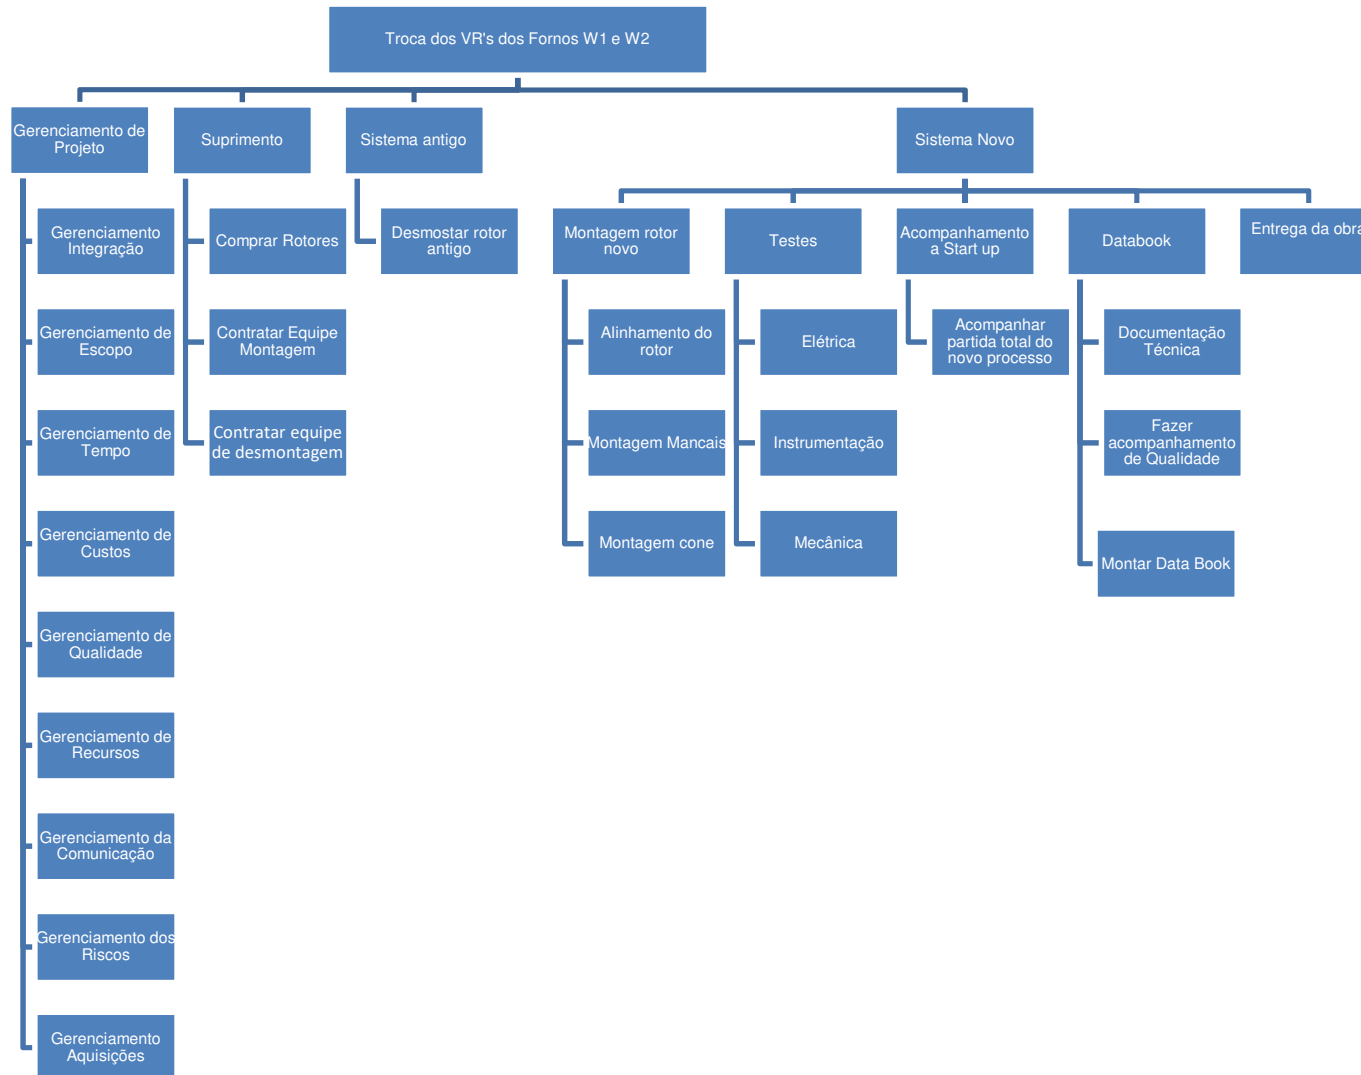 Troca dos VR's dos Fornos W1 e W2
Gerenciamento de
Projeto
Suprimento
Sistema antigo
Sistema Novo
Gerenciamento
Integração
Comprar Rotores
Desmostar rotor
antigo
Montagem rotor
novo
Testes
Acompanhamento
a Start up
Databook
Entrega da obra
Gerenciamento de
Escopo
Contratar Equipe
Montagem
Alinhamento do
rotor
Elétrica
Acompanhar
partida total do
novo processo
Documentação
Técnica
Gerenciamento de
Tempo
Contratar equipe
de desmontagem
Montagem Mancais
Instrumentação
Fazer
acompanhamento
de Qualidade
Gerenciamento de
Custos
Montagem cone
Mecânica
Montar Data Book
Gerenciamento de
Qualidade
Gerenciamento de
Recursos
Gerenciamento da
Comunicação
Gerenciamento dos
Riscos
Gerenciamento
Aquisições